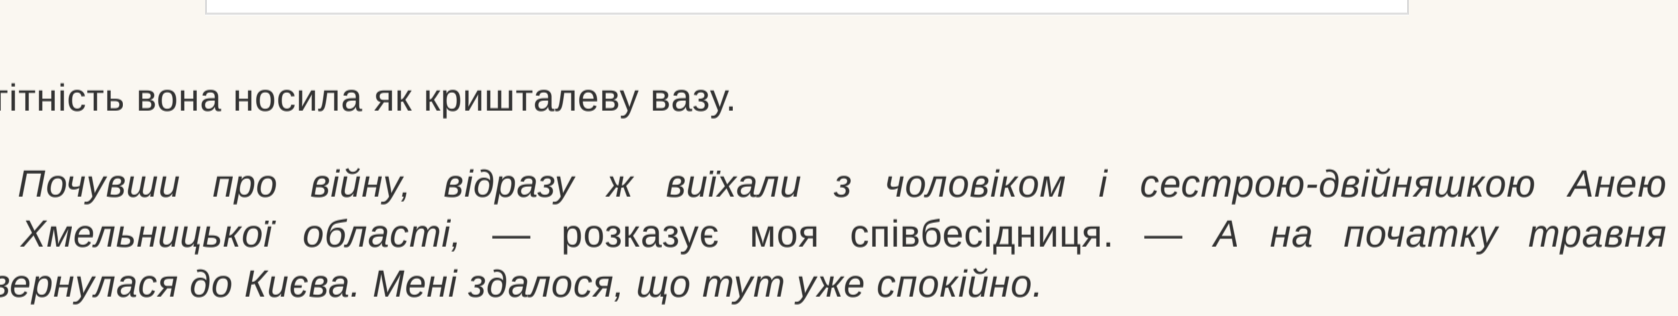 тітність вона носила як кришталеву вазу.
Почувши про війну, відразу ж виїхали з чоловіком і сестрою-двійняшкою Анею
Хмельницької області, — розказує моя співбесідниця. — А на початку травня
вернулася до Києва. Мені здалося, що тут уже спокійно.